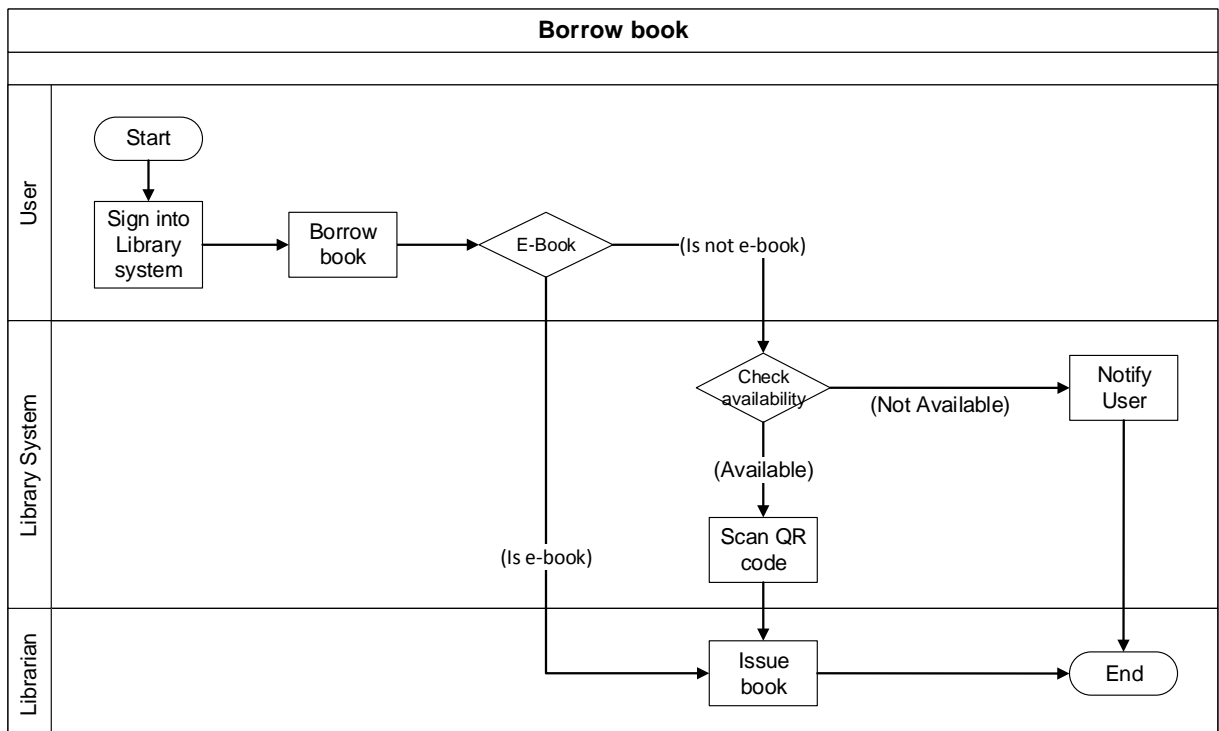 Borrow book
User
Start
Sign into
Library
system
Borrow
book
E-Book
(Is not e-book)
Library System
Check
availability
(Not Available)
Notify
User
(Available)
Scan QR
code
(Is e-book)
Librarian
Issue
book
End